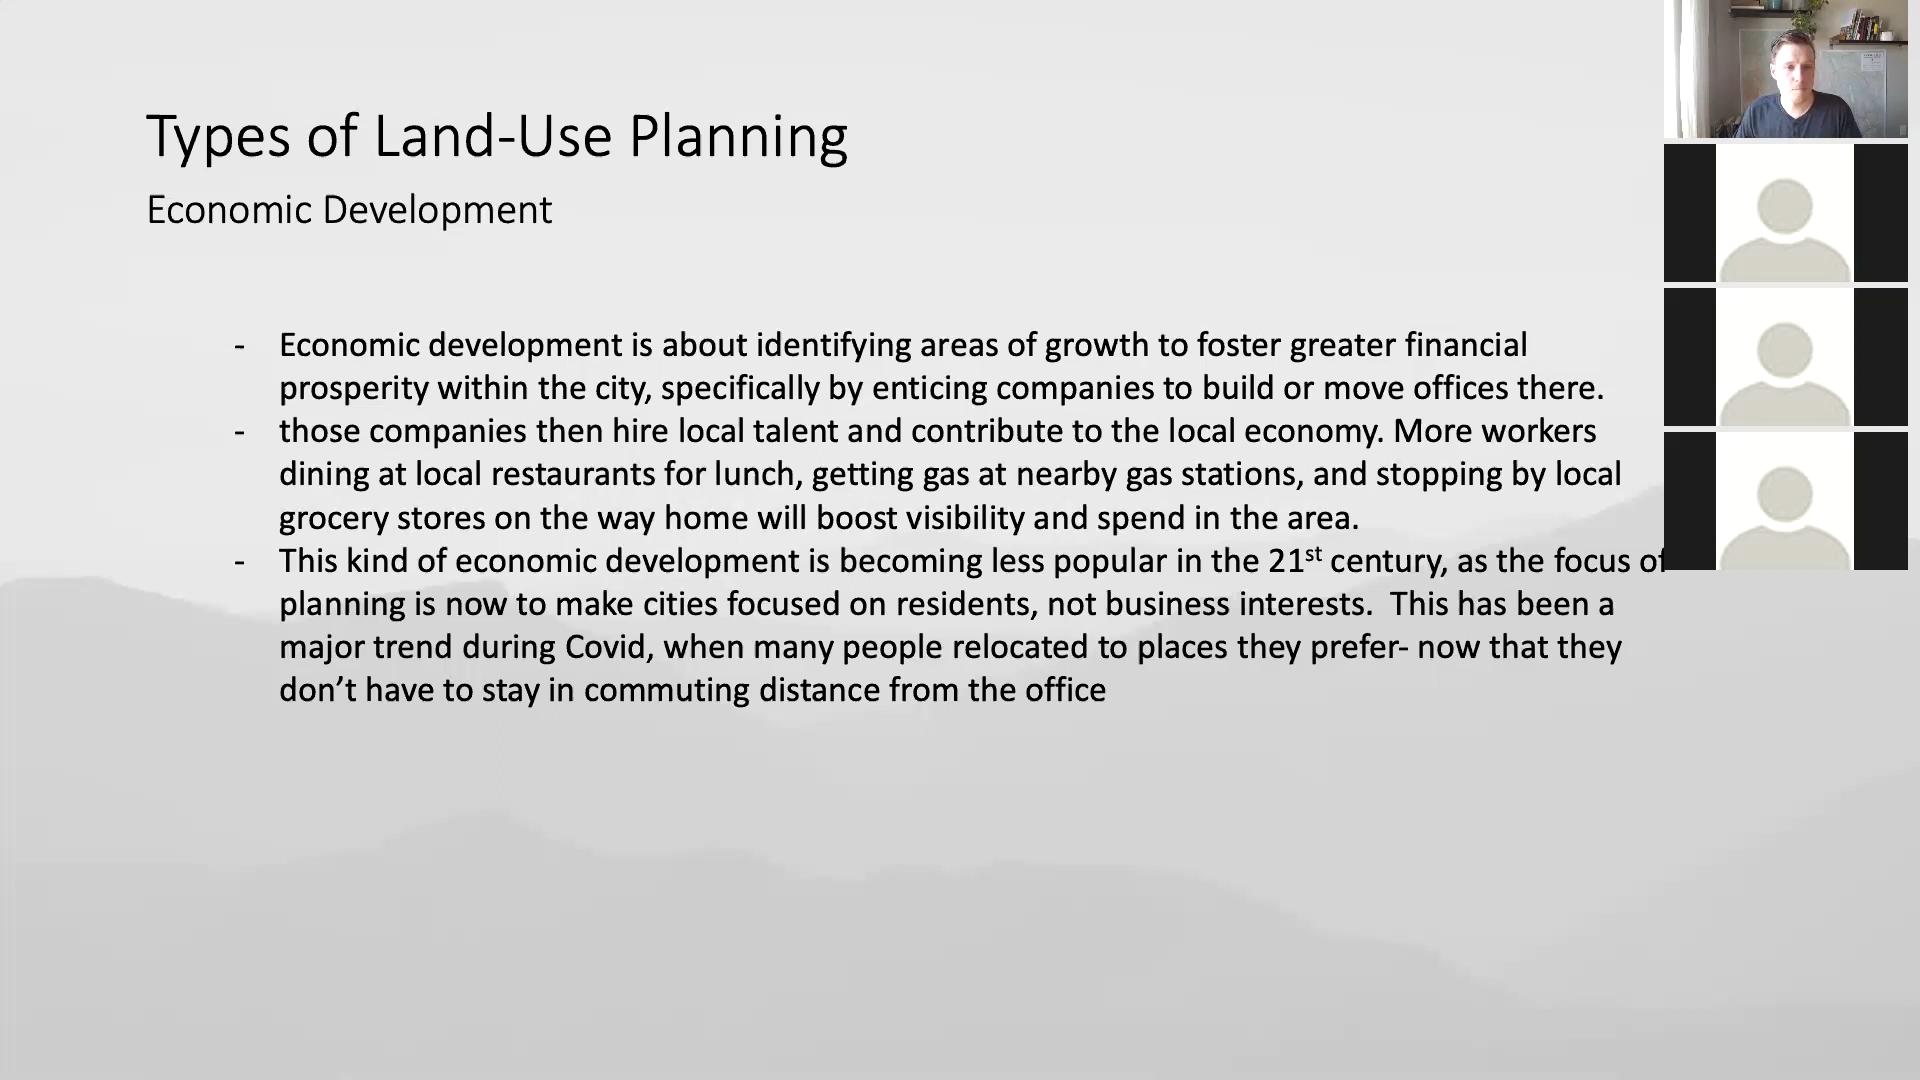 Types of Land-Use Planning
Economic Development
- Economic development is about identifying areas of growth to foster greater financial
prosperity within the city, specifically by enticing companies to build or move offices there.
- those companies then hire local talent and contribute to the local economy. More workers
dining at local restaurants for lunch, getting gas at nearby gas stations, and stopping by local
grocery stores on the way home will boost visibility and spend in the area.
- This kind of economic development is becoming less popular in the 21st century, as the focus of
planning is now to make cities focused on residents, not business interests.  This has been a
major trend during Covid, when many people relocated to places they prefer- now that they
don’t have to stay in commuting distance from the office